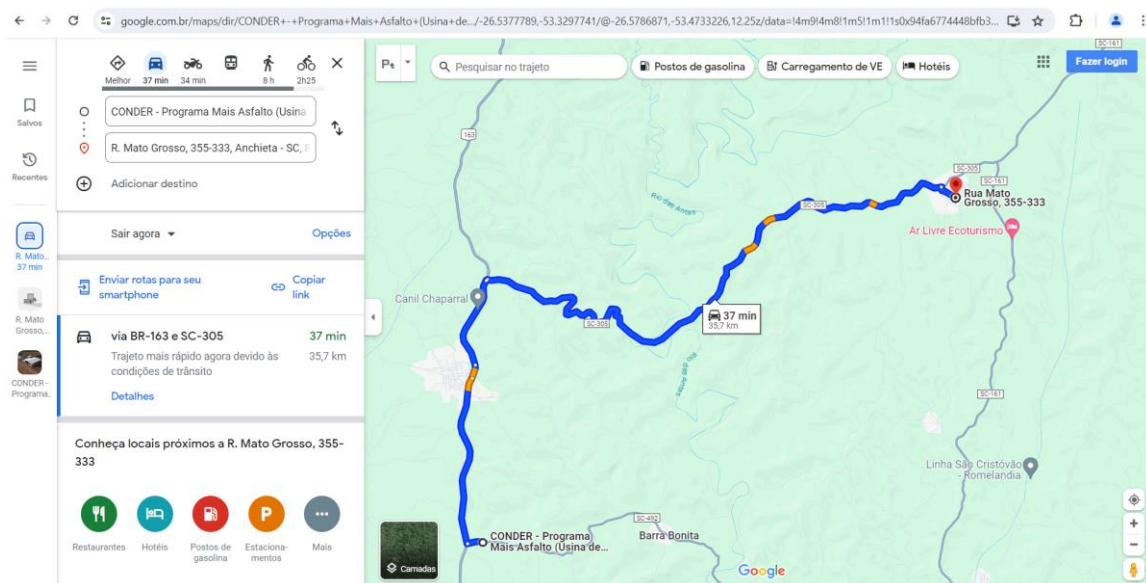 google.com.br/maps/dir/CONDER+-+Programa+Mais+Asfalto+(Usina+de.../-26.5377789,-53.3297741/@-26.5786871,-53.4733226,12.25z/data=!4m9!4m8!1m5!1m1!1s0x94fa6774448bfb3...
Salvos
Recentes
R. Mato...
37 min
R. Mato
Grosso,...
CONDER -
Programa...
Melhor
37 min
34 min
8 h
2h25
CONDER - Programa Mais Asfalto (Usina
R. Mato Grosso, 355-333, Anchieta - SC,
Adicionar destino
Sair agora
Opções
Enviar rotas para seu
smartphone
Copiar
link
via BR-163 e SC-305
37 min
Trajeto mais rápido agora devido às
condições de trânsito
35,7 km
Detalhes
Conheça locais próximos a R. Mato Grosso, 355-
333
Restaurantes
Hotéis
Postos de
gasolina
Estaciona-
mentos
Mais
Pesquisar no trajeto
Postos de gasolina
Carregamento de VE
Hotéis
Fazer login
SC-161
163
SC-305
SC-161
Rua Mato
Grosso, 355-333
Rio das Antas
SC-305
Ar Livre Ecoturismo
Canil Chaparral
37 min
35,7 km
SC-305
Rio das Antas
SC-161
Linha São Cristóvão
- Romelandia
SC-492
CONDER - Programa
Mais Asfalto (Usina de...
Barra Bonita
Camadas
Google